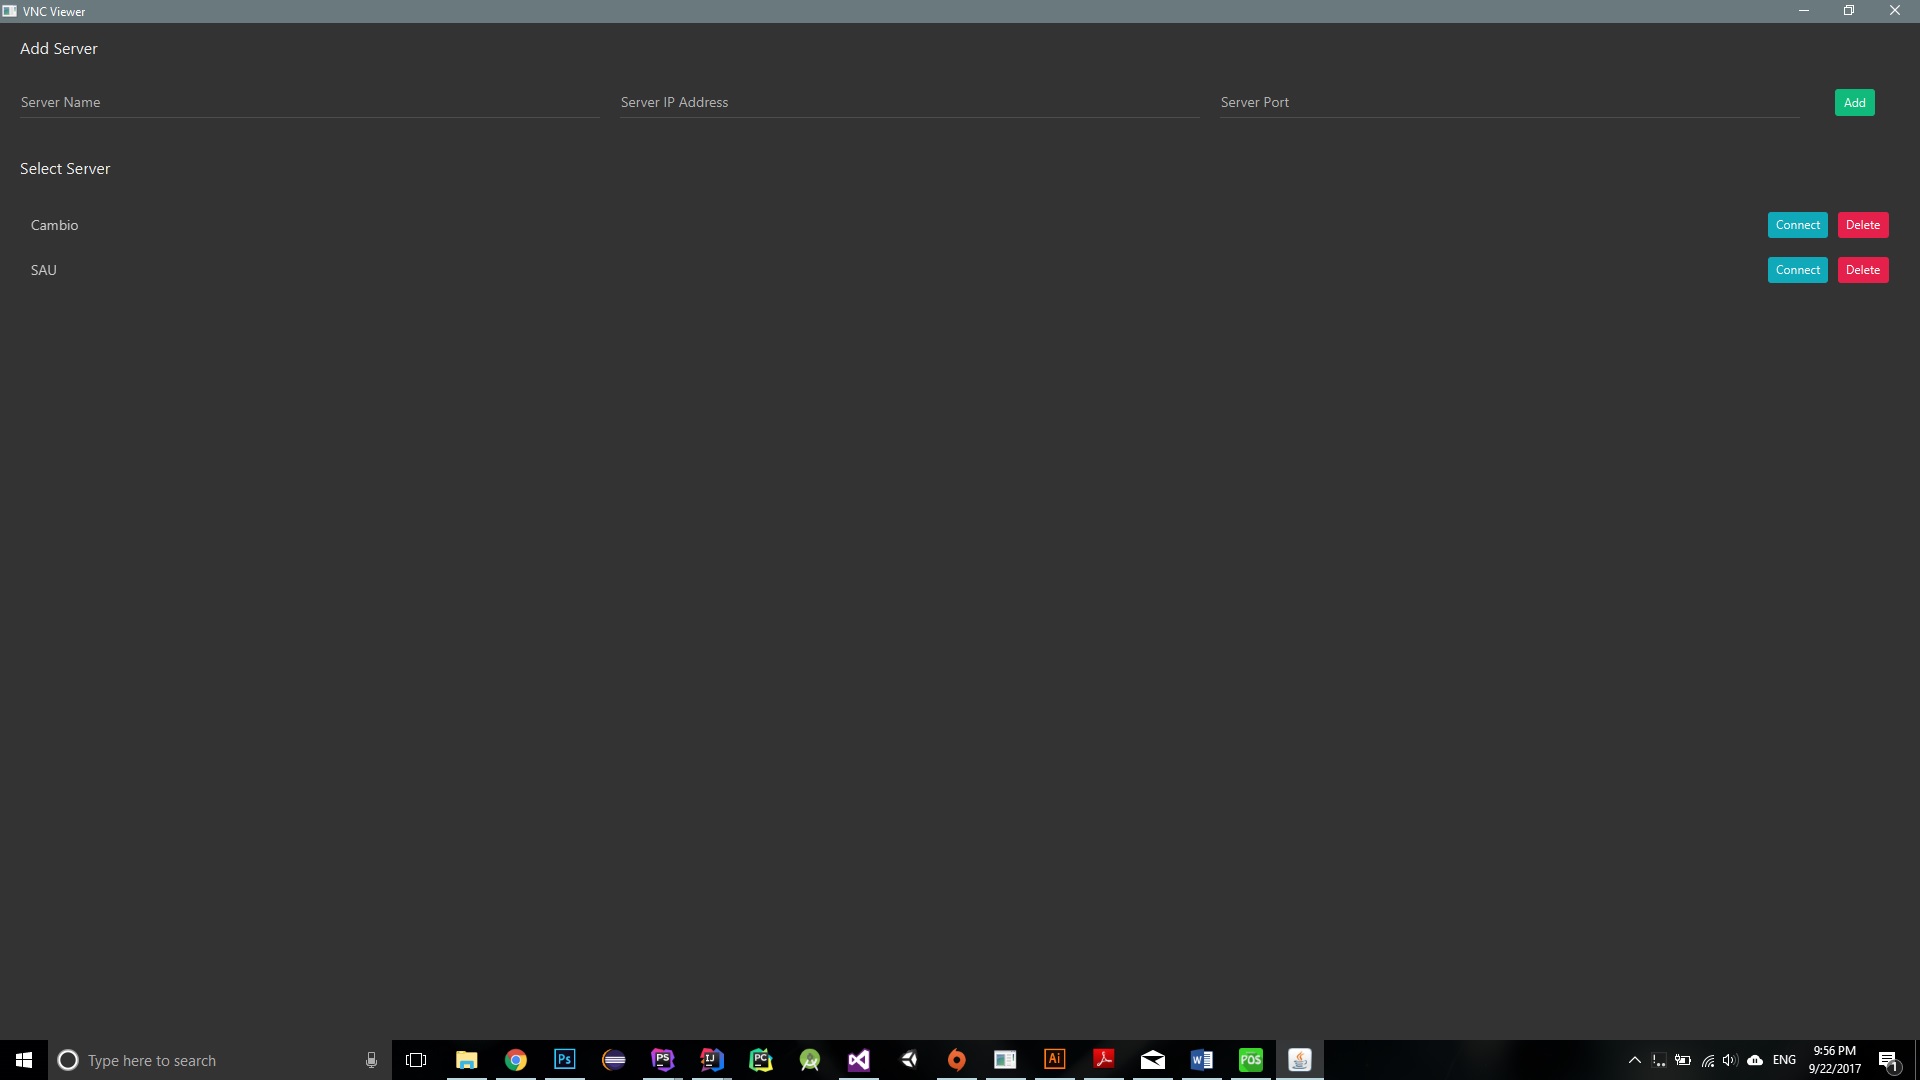 VNC Viewer
Add Server
Server Name Server IP Address Server Port Add
Select Server
Cambio Connect Delete
SAU Connect Delete
Type here to search
Ps
PS
IJ
PC
Ai
W
POS
ENG
9:56 PM
9/22/2017
1